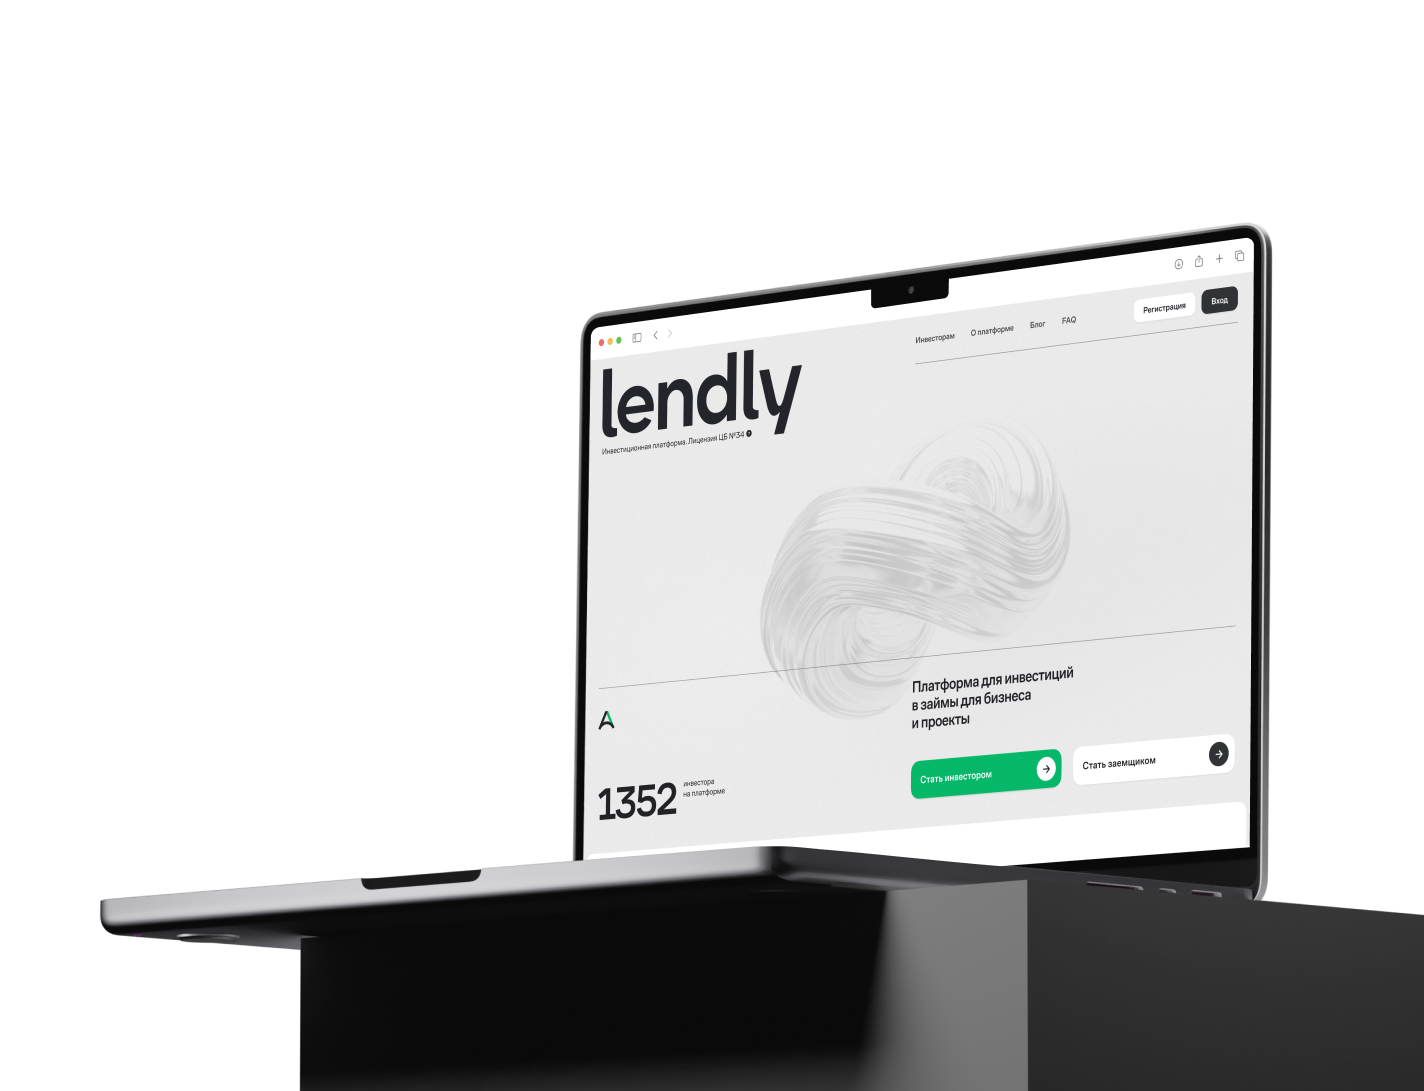 Инвесторам О платформе Блог FAQ Регистрация Вход
lendly
Инвестиционная платформа. Лицензия ЦБ №34 ?
Платформа для инвестиций
в займы для бизнеса
и проекты
Стать инвестором
Стать заемщиком
1352
инвестора
на платформе